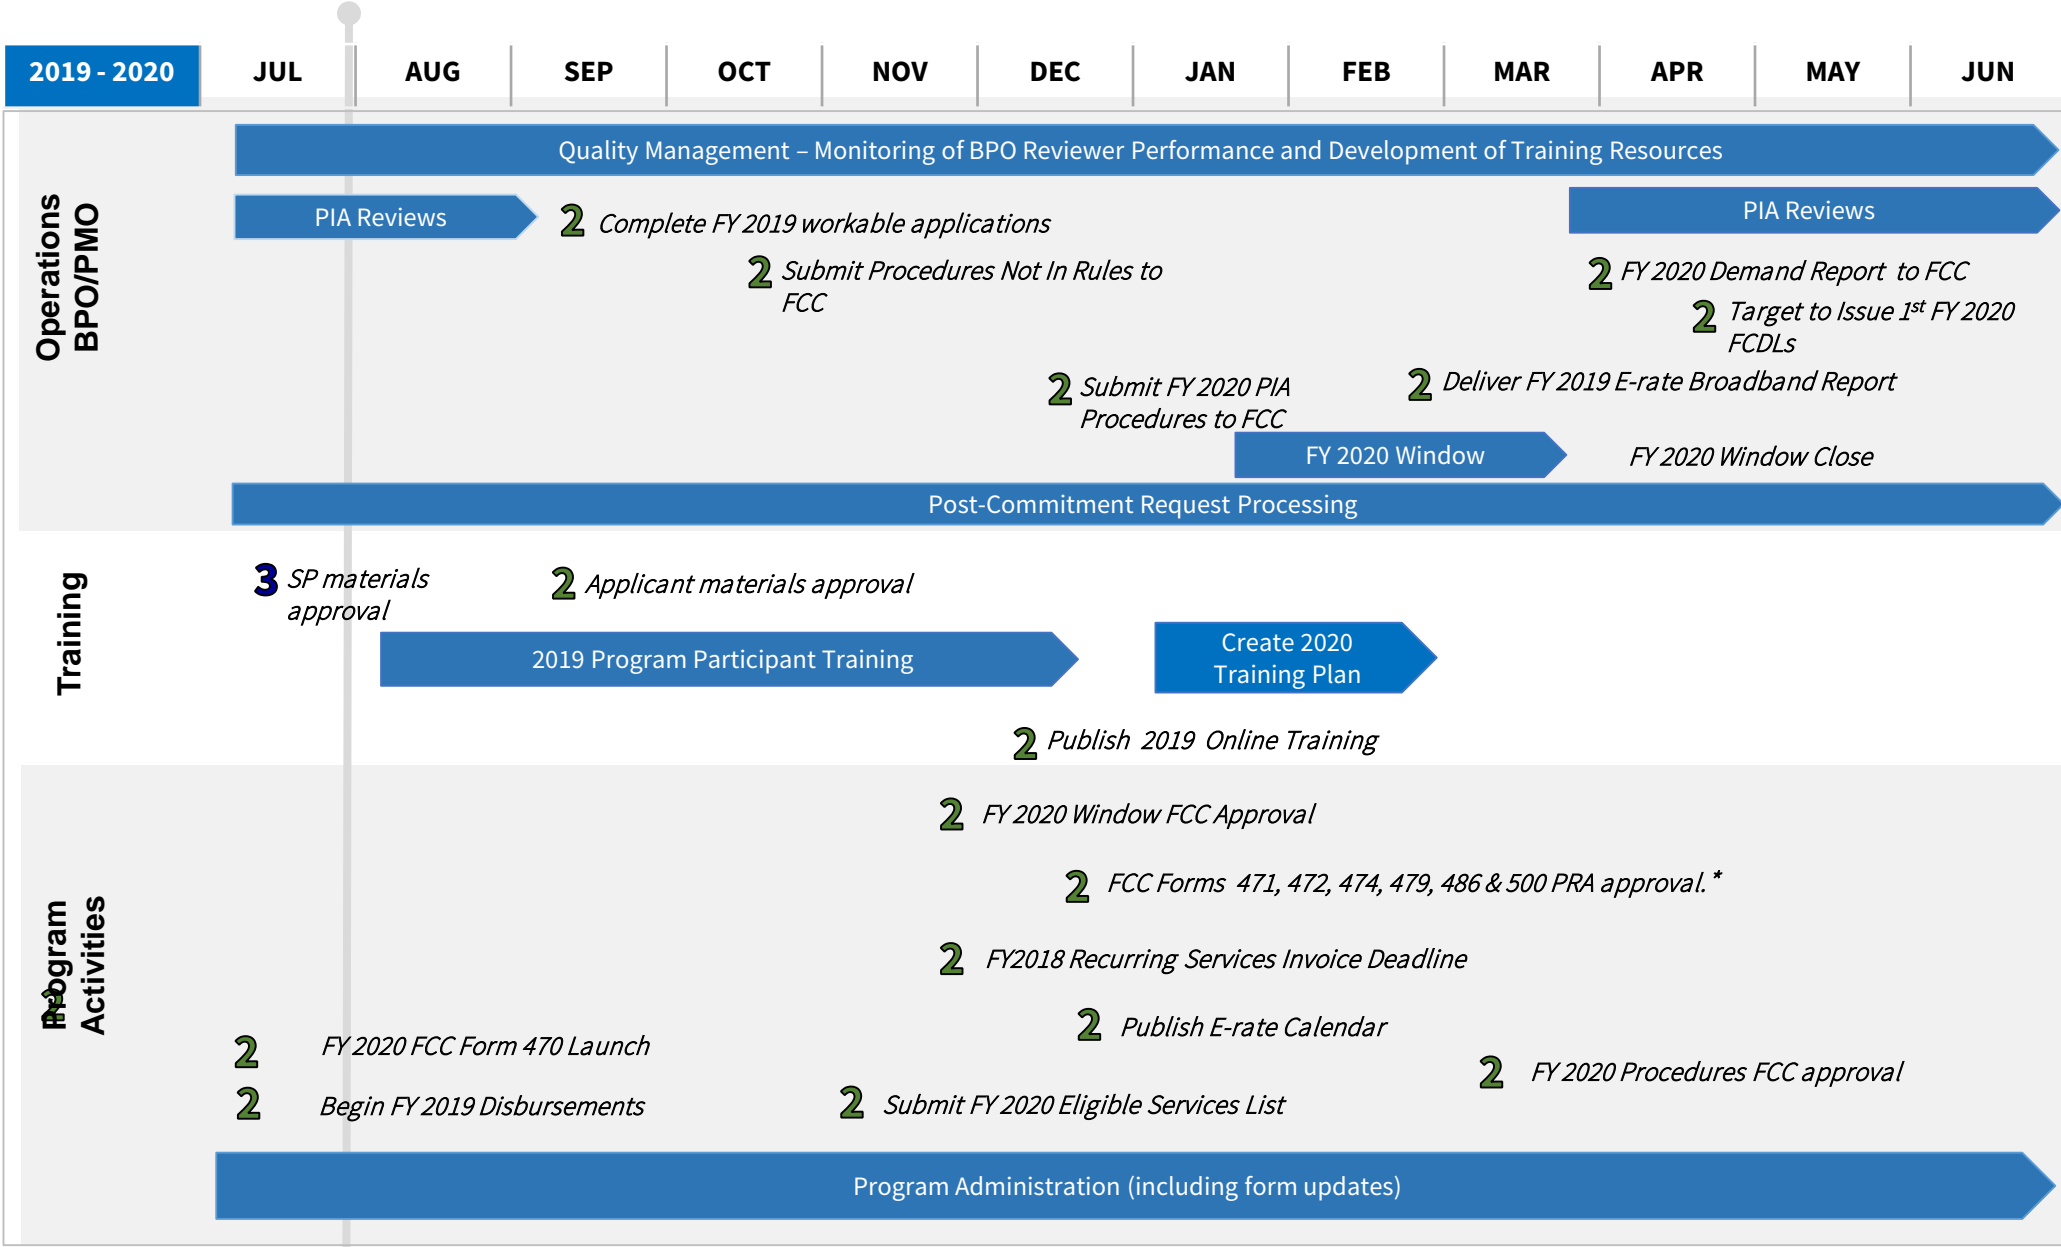 2019 - 2020 JUL AUG SEP OCT NOV DEC JAN FEB MAR APR MAY JUN
Operations
BPO/PMO
Quality Management – Monitoring of BPO Reviewer Performance and Development of Training Resources
PIA Reviews
2 Complete FY 2019 workable applications
PIA Reviews
2 Submit Procedures Not In Rules to
FCC
2 FY 2020 Demand Report to FCC
2 Target to Issue 1st FY 2020
FCDLs
2 Submit FY 2020 PIA
Procedures to FCC
2 Deliver FY 2019 E-rate Broadband Report
FY 2020 Window
FY 2020 Window Close
Post-Commitment Request Processing
Training
3 SP materials
approval
2 Applicant materials approval
2019 Program Participant Training
Create 2020
Training Plan
2 Publish 2019 Online Training
Program
Activities
2
2 FY 2020 Window FCC Approval
2 FCC Forms 471, 472, 474, 479, 486 & 500 PRA approval. *
2 FY2018 Recurring Services Invoice Deadline
2 Publish E-rate Calendar
2 FY 2020 FCC Form 470 Launch
2 FY 2020 Procedures FCC approval
2 Begin FY 2019 Disbursements
2 Submit FY 2020 Eligible Services List
Program Administration (including form updates)